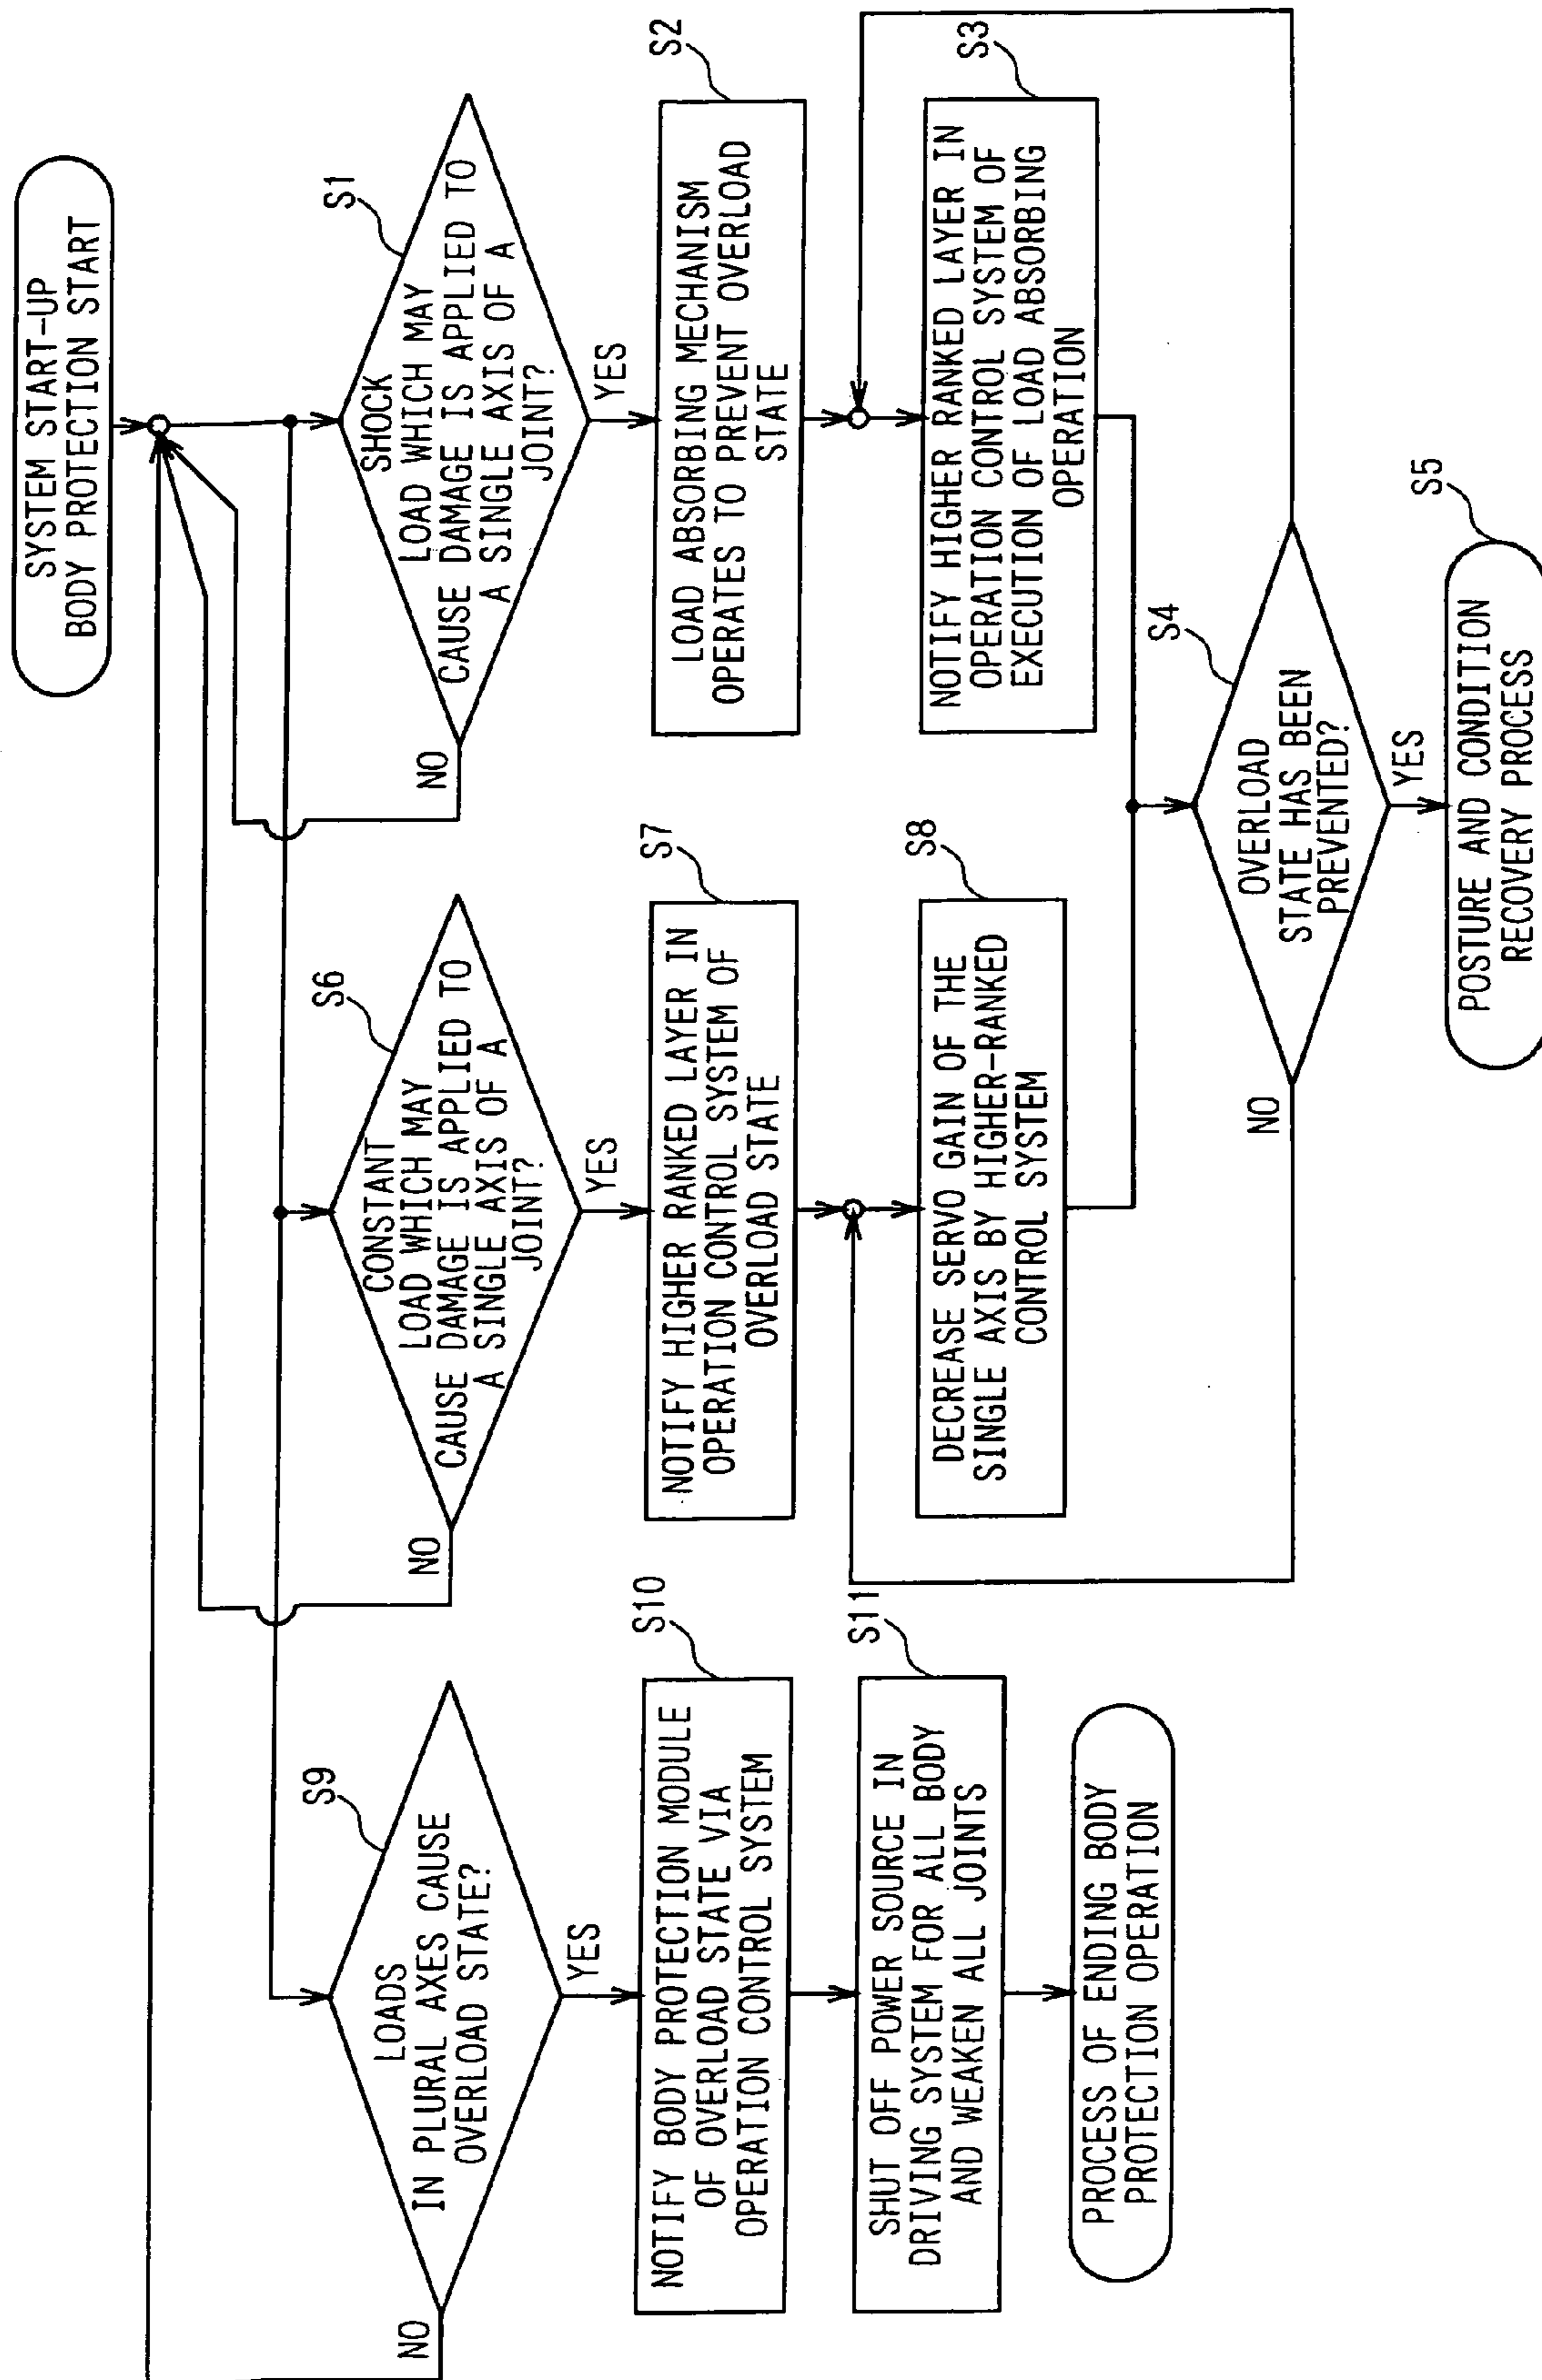 SYSTEM START-UP
BODY PROTECTION START
S1
SHOCK
LOAD WHICH MAY
CAUSE DAMAGE IS APPLIED TO
A SINGLE AXIS OF A
JOINT?
NO
YES
S2
LOAD ABSORBING MECHANISM
OPERATES TO PREVENT OVERLOAD
STATE
S3
NOTIFY HIGHER RANKED LAYER IN
OPERATION CONTROL SYSTEM OF
EXECUTION OF LOAD ABSORBING
OPERATION
S6
CONSTANT
LOAD WHICH MAY
CAUSE DAMAGE IS APPLIED TO
A SINGLE AXIS OF A
JOINT?
NO
YES
S7
NOTIFY HIGHER RANKED LAYER IN
OPERATION CONTROL SYSTEM OF
OVERLOAD STATE
S8
DECREASE SERVO GAIN OF THE
SINGLE AXIS BY HIGHER-RANKED
CONTROL SYSTEM
S4
OVERLOAD
STATE HAS BEEN
PREVENTED?
NO
YES
S5
POSTURE AND CONDITION
RECOVERY PROCESS
S9
LOADS
IN PLURAL AXES CAUSE
OVERLOAD STATE?
NO
YES
S10
NOTIFY BODY PROTECTION MODULE
OF OVERLOAD STATE VIA
OPERATION CONTROL SYSTEM
S11
SHUT OFF POWER SOURCE IN
DRIVING SYSTEM FOR ALL BODY
AND WEAKEN ALL JOINTS
PROCESS OF ENDING BODY
PROTECTION OPERATION